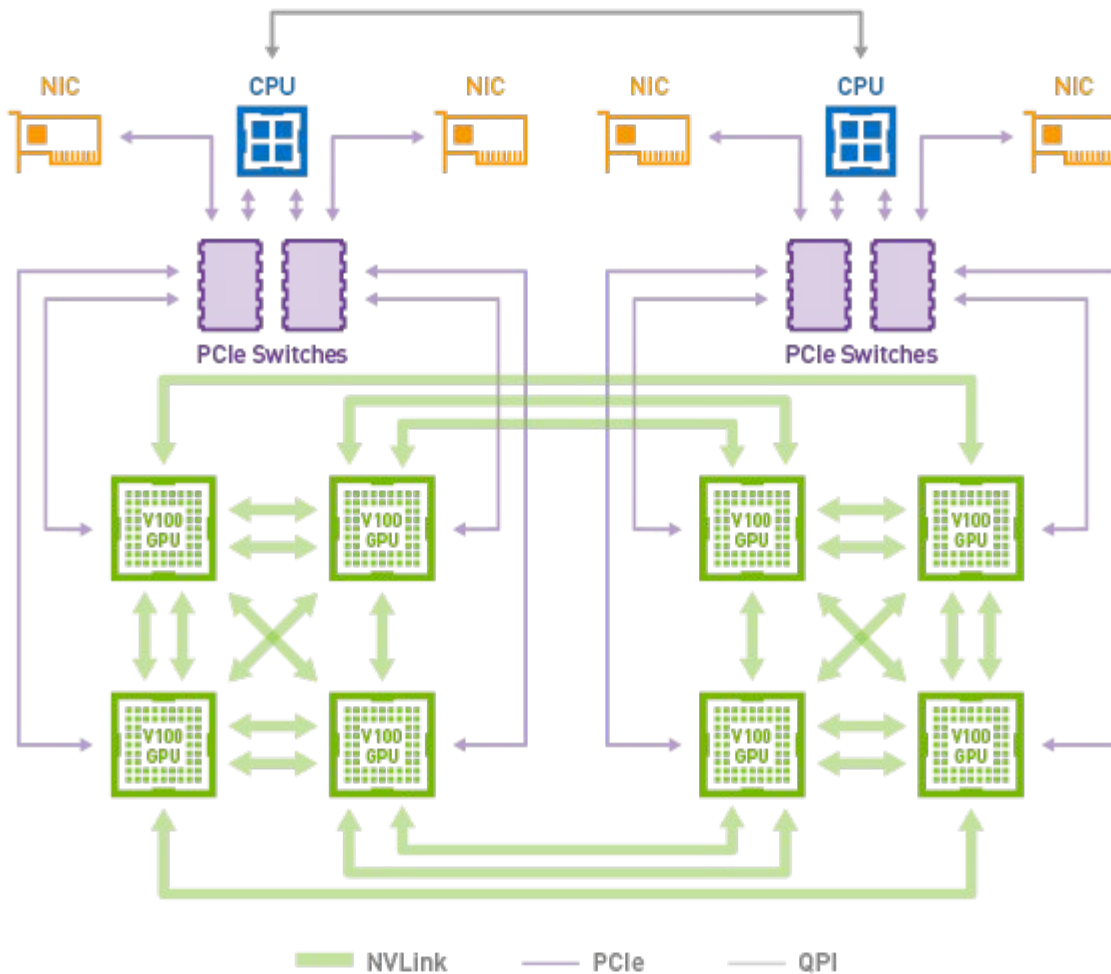 NIC
CPU
NIC
NIC
CPU
NIC
PCIe Switches
PCIe Switches
V100
GPU
V100
GPU
V100
GPU
V100
GPU
V100
GPU
V100
GPU
V100
GPU
V100
GPU
NVLink
PCIe
QPI